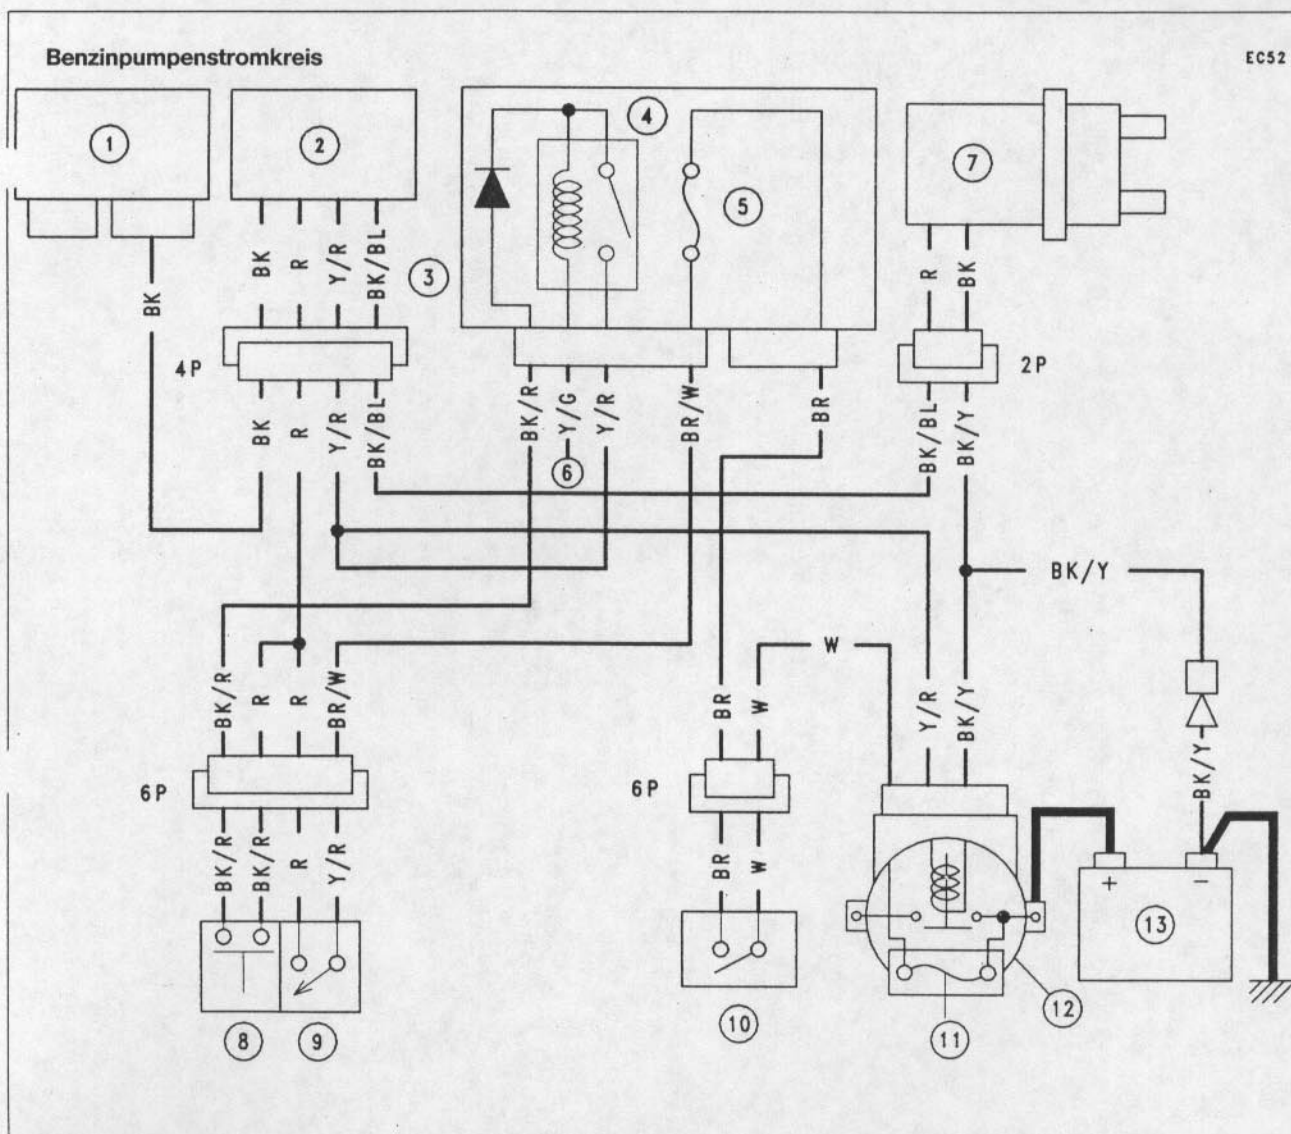 Benzinpumpenstromkreis
EC52
1
2
3
4
5
6
7
BK
BK
R
Y/R
BK/BL
4P
BK
R
Y/R
BK/BL
BK/R
Y/G
Y/R
BR/W
BR
R
BK
2P
BK/BL
BK/Y
BK/Y
W
BK/R
R
R
BR/W
6P
BK/R
BK/R
R
Y/R
8
9
BR
W
6P
BR
W
10
Y/R
BK/Y
BK/Y
11
12
+
−
13